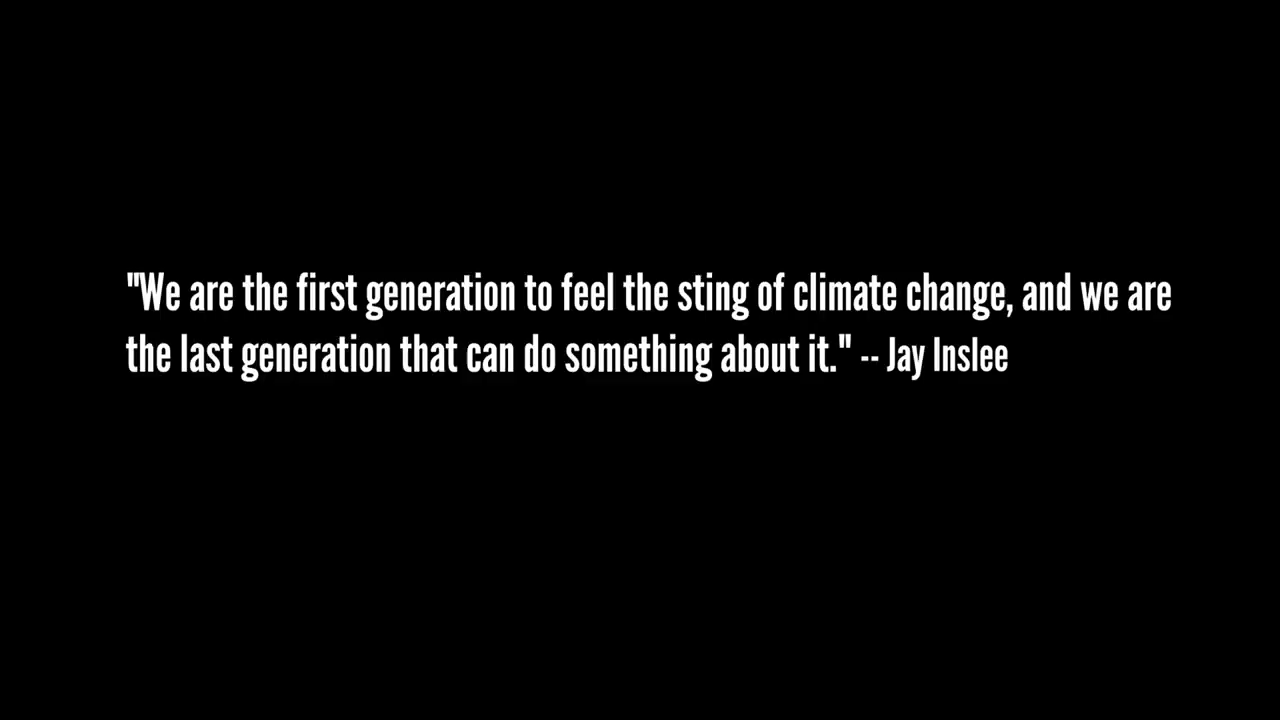 "We are the first generation to feel the sting of climate change, and we are
the last generation that can do something about it." -- Jay Inslee